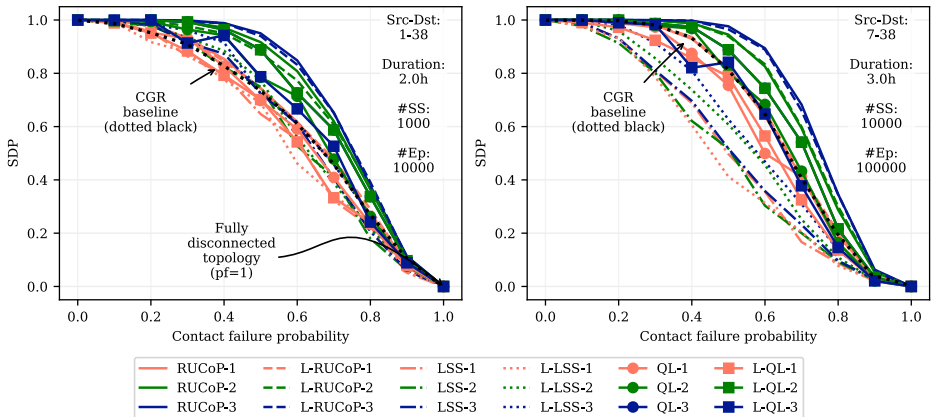 1.0
0.8
0.6
0.4
0.2
0.0
SDP
0.0 0.2 0.4 0.6 0.8 1.0
Contact failure probability
CGR
baseline
(dotted black)
Fully
disconnected
topology
(pf=1)
Src-Dst:
1-38
Duration:
2.0h
#SS:
1000
#Ep:
10000
1.0
0.8
0.6
0.4
0.2
0.0
SDP
0.0 0.2 0.4 0.6 0.8 1.0
Contact failure probability
CGR
baseline
(dotted black)
Src-Dst:
7-38
Duration:
3.0h
#SS:
10000
#Ep:
100000
RUCoP-1 L-RUCoP-1 LSS-1 L-LSS-1 QL-1 L-QL-1
RUCoP-2 L-RUCoP-2 LSS-2 L-LSS-2 QL-2 L-QL-2
RUCoP-3 L-RUCoP-3 LSS-3 L-LSS-3 QL-3 L-QL-3